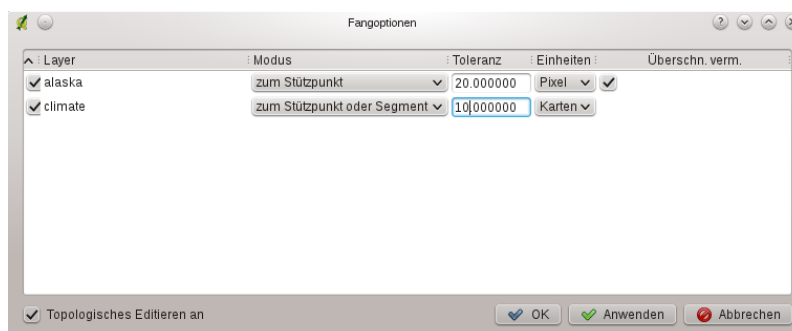 Fangoptionen
Layer Modus Toleranz Einheiten Überschn. verm.
alaska zum Stützpunkt 20.000000 Pixel
climate zum Stützpunkt oder Segment 10.000000 Karten
Topologisches Editieren an OK Anwenden Abbrechen